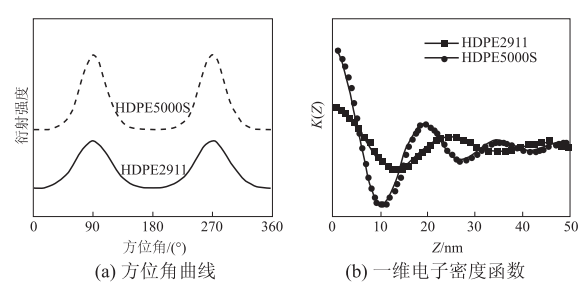 衍射强度
HDPE5000S
HDPE2911
0 90 180 270 360
方位角/(°)
(a) 方位角曲线
K(Z)
HDPE2911
HDPE5000S
0 10 20 30 40 50
Z/nm
(b) 一维电子密度函数